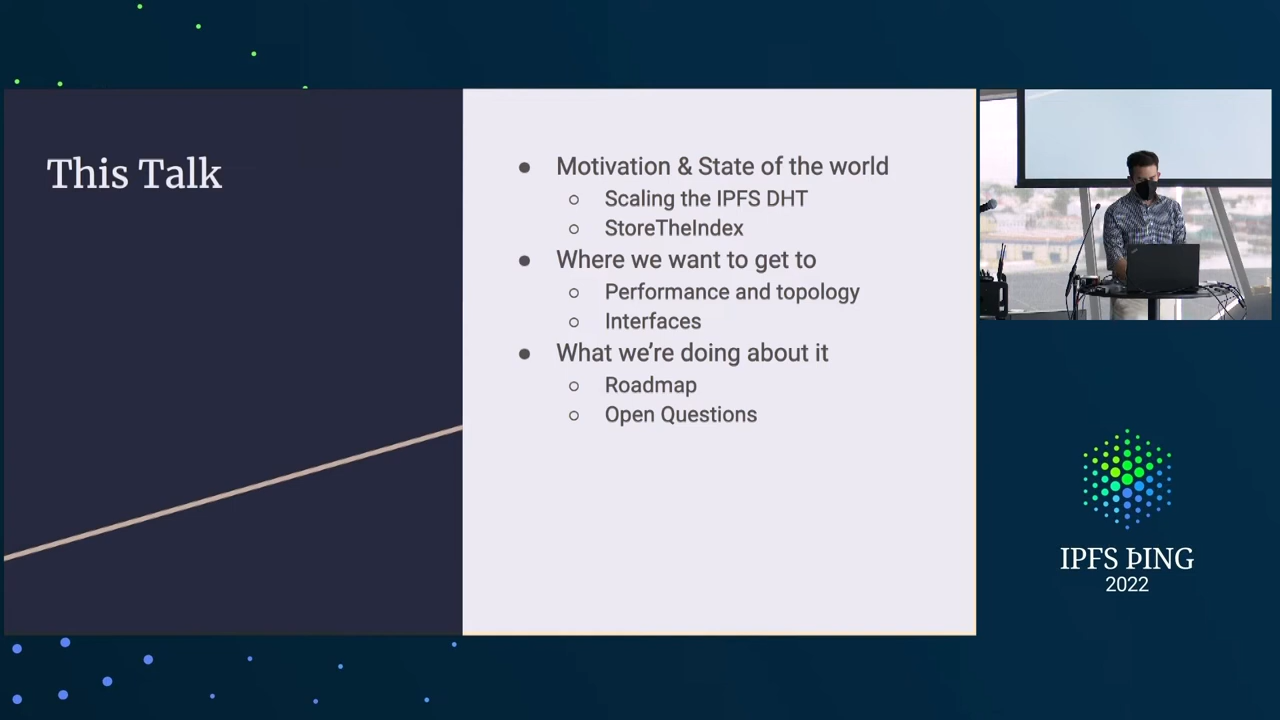 This Talk
● Motivation & State of the world
○ Scaling the IPFS DHT
○ StoreTheIndex
● Where we want to get to
○ Performance and topology
○ Interfaces
● What we're doing about it
○ Roadmap
○ Open Questions
IPFS ÞING
2022